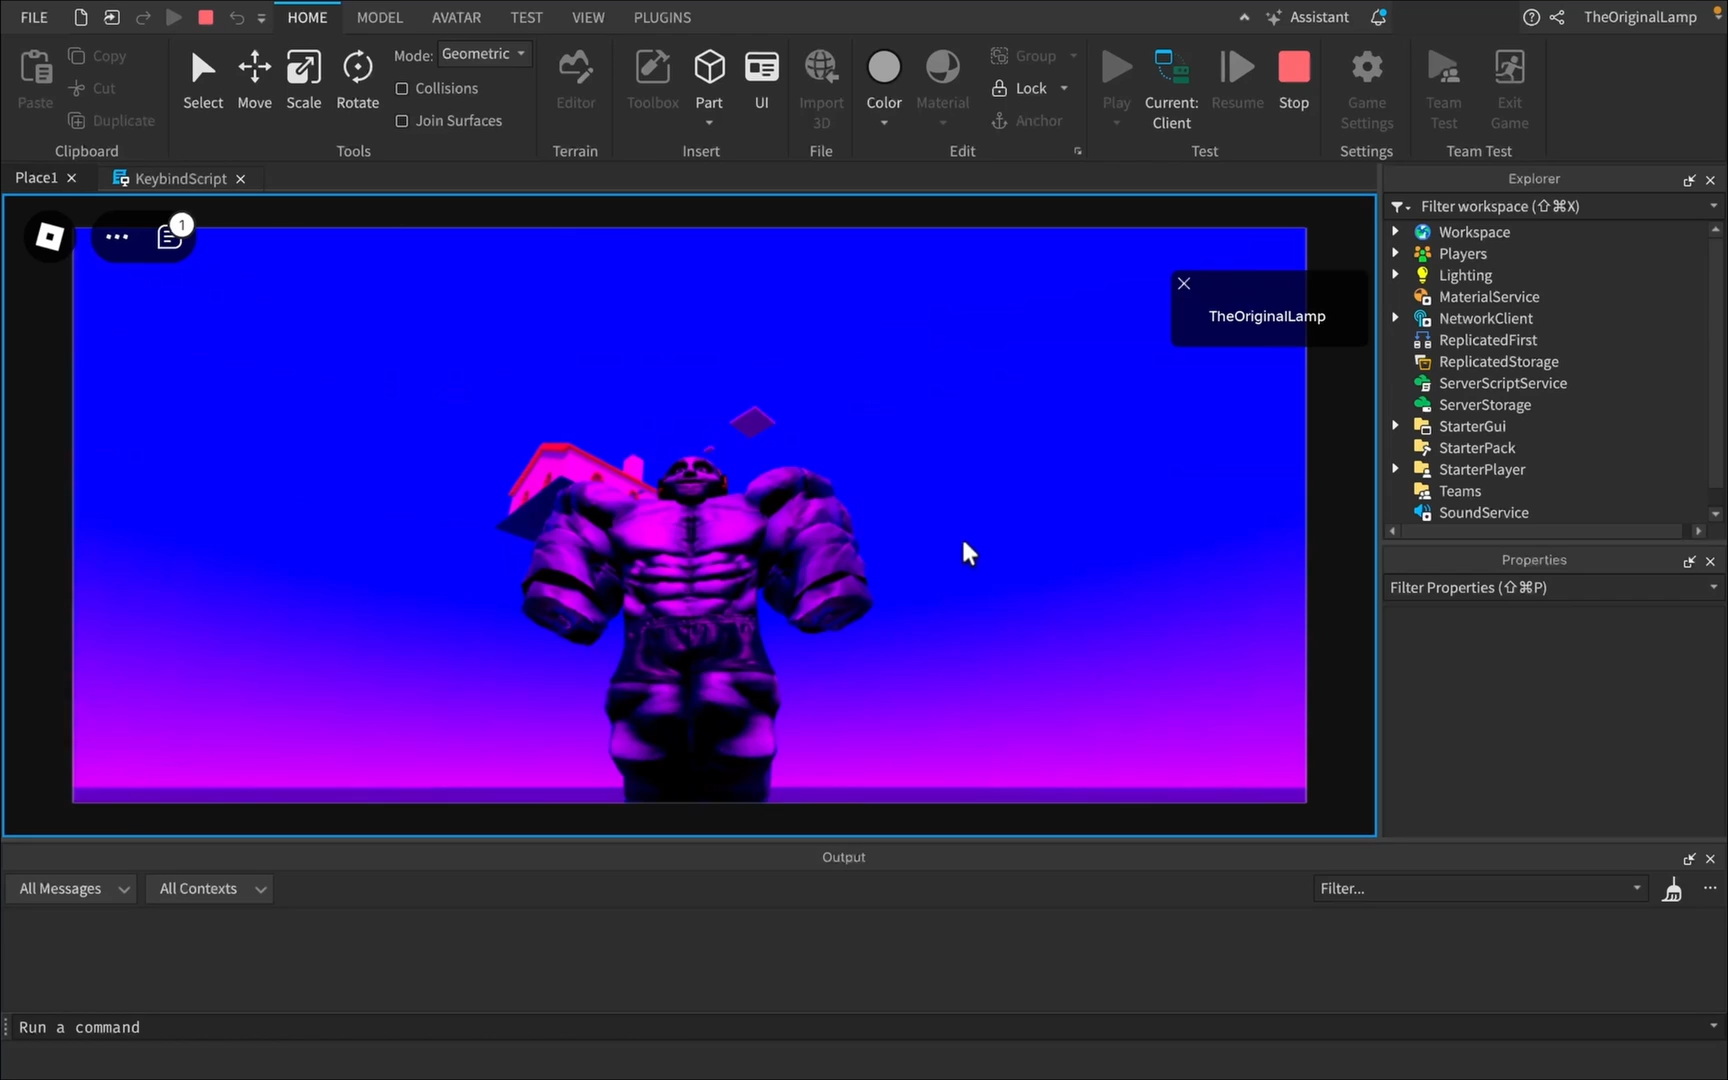 FILE HOME MODEL AVATAR TEST VIEW PLUGINS Assistant TheOriginalLamp
Paste Copy Cut Duplicate
Clipboard
Select Move Scale Rotate
Mode: Geometric
Collisions
Join Surfaces
Tools
Editor
Terrain
Toolbox Part UI
Insert
Import
3D
File
Color Material
Group
Lock
Anchor
Edit
Play Current:
Client
Resume Stop
Test
Game
Settings
Settings
Team
Test
Exit
Game
Team Test
Place1 KeybindScript
1
TheOriginalLamp
Explorer
Filter workspace (⇧⌘X)
Workspace
Players
Lighting
MaterialService
NetworkClient
ReplicatedFirst
ReplicatedStorage
ServerScriptService
ServerStorage
StarterGui
StarterPack
StarterPlayer
Teams
SoundService
Properties
Filter Properties (⇧⌘P)
Output
All Messages All Contexts Filter...
Run a command